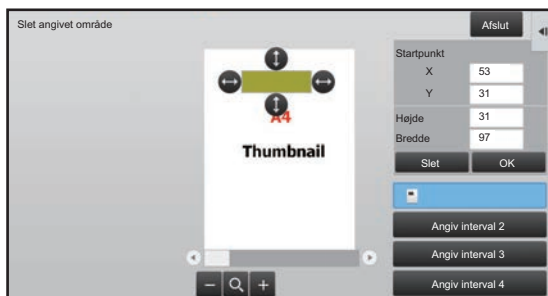 Slet angivet område
Afslut
Startpunkt
X 53
Y 31
Højde 31
Bredde 97
Slet OK
A4
Thumbnail
Angiv interval 2
Angiv interval 3
Angiv interval 4